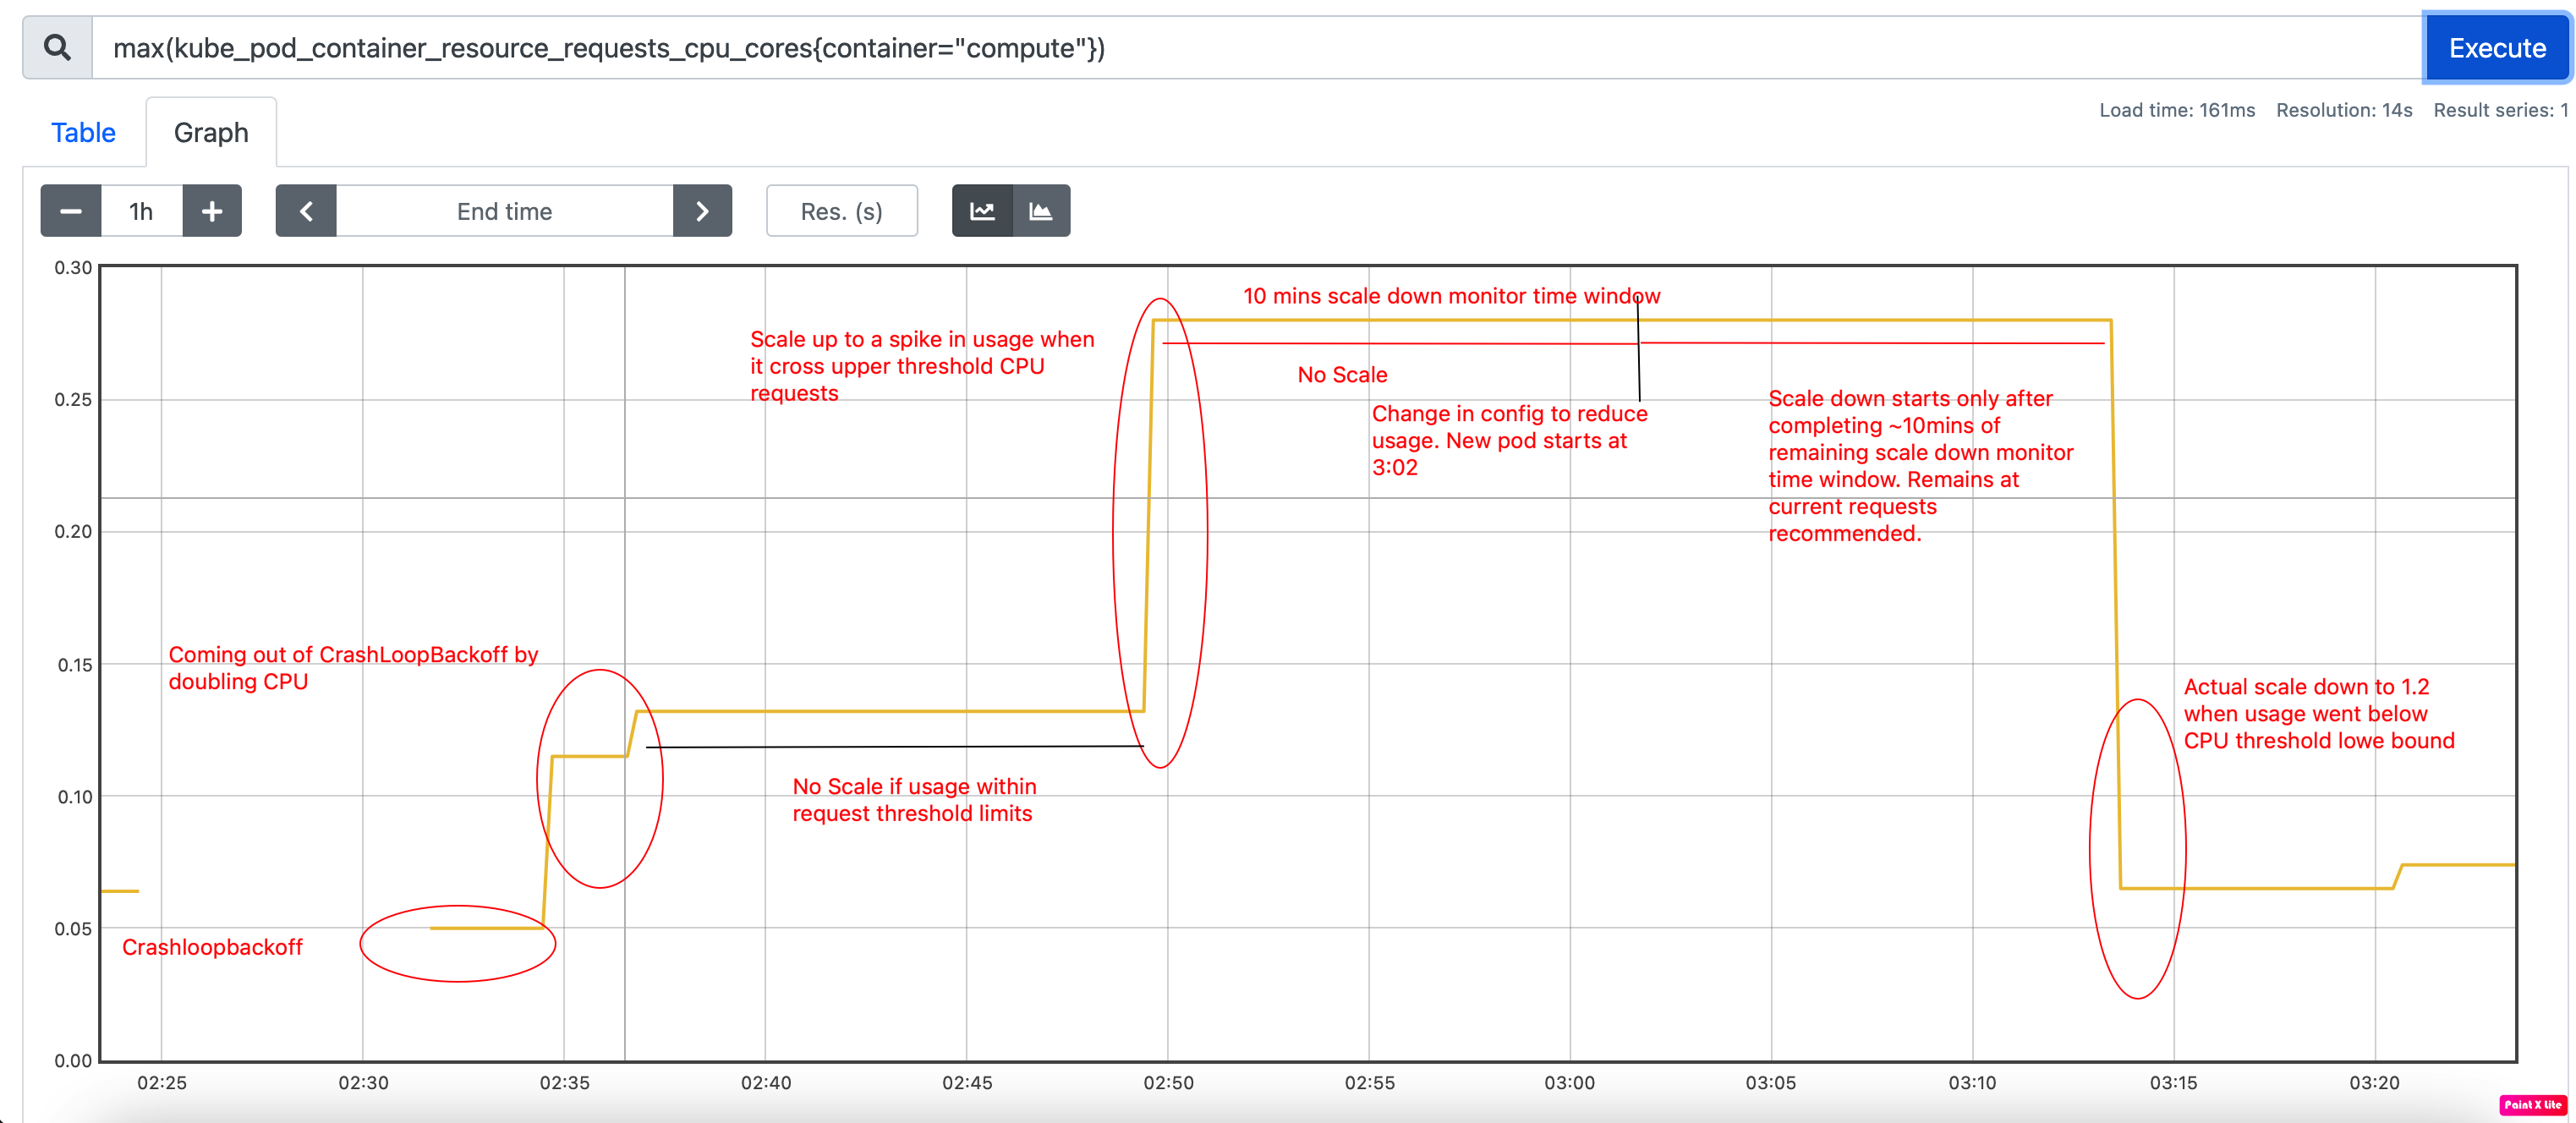 max(kube_pod_container_resource_requests_cpu_cores{container="compute"})
Execute
Load time: 161ms Resolution: 14s Result series: 1
Table
Graph
1h
End time
Res. (s)
0.30
0.25
0.20
0.15
0.10
0.05
0.00
10 mins scale down monitor time window
Scale up to a spike in usage when
it cross upper threshold CPU
requests
No Scale
Change in config to reduce
usage. New pod starts at
3:02
Scale down starts only after
completing ~10mins of
remaining scale down monitor
time window. Remains at
current requests
recommended.
Coming out of CrashLoopBackoff by
doubling CPU
Actual scale down to 1.2
when usage went below
CPU threshold lowe bound
No Scale if usage within
request threshold limits
Crashloopbackoff
02:25
02:30
02:35
02:40
02:45
02:50
02:55
03:00
03:05
03:10
03:15
03:20
Paint X Lite